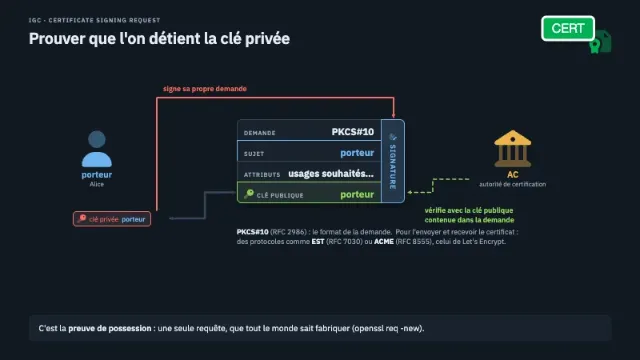 IGC · CERTIFICATE SIGNING REQUEST
Prouver que l'on détient la clé privée
CERT
signe sa propre demande
DEMANDE PKCS#10
SUJET porteur
ATTRIBUTS usages souhaités...
CLÉ PUBLIQUE porteur
SIGNATURE
porteur
Alice
clé privée porteur
AC
autorité de certification
vérifie avec la clé publique
contenue dans la demande
PKCS#10 (RFC 2986) : le format de la demande. Pour l'envoyer et recevoir le certificat :
des protocoles comme EST (RFC 7030) ou ACME (RFC 8555), celui de Let's Encrypt.
C'est la preuve de possession : une seule requête, que tout le monde sait fabriquer (openssl req -new).